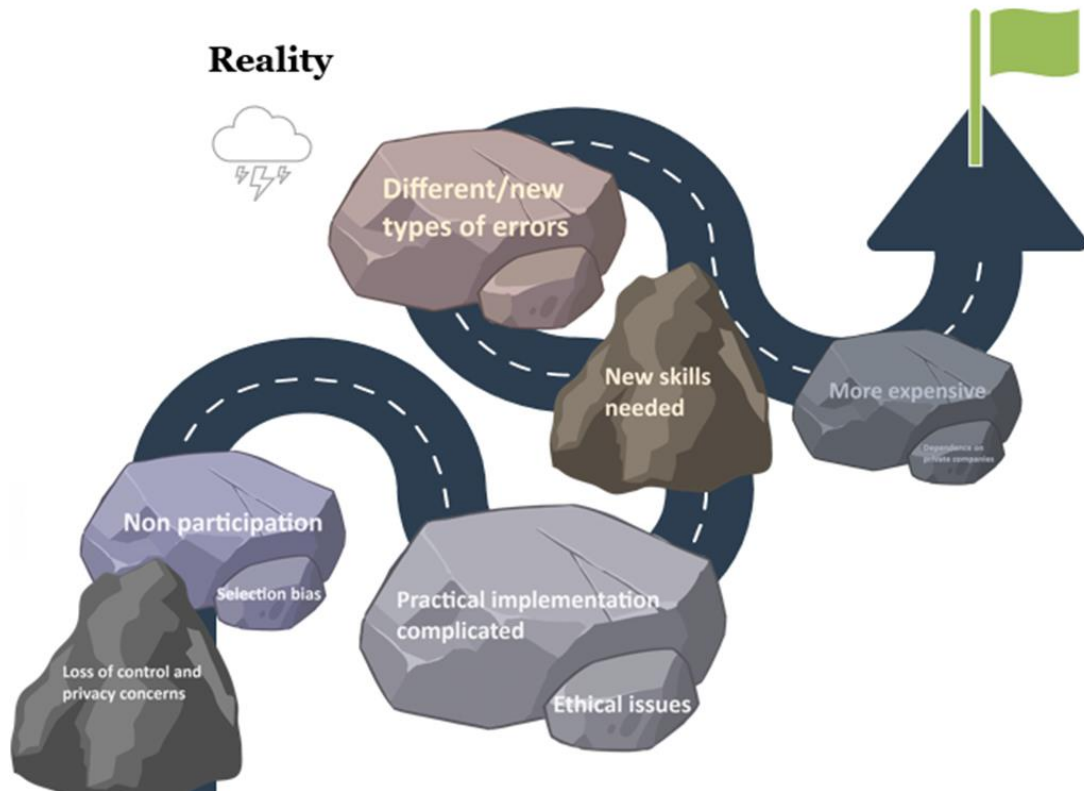 Reality
Different/new
types of errors
New skills
needed
More expensive
Dependence on
private companies
Non participation
Selection bias
Practical implementation
complicated
Loss of control and
privacy concerns
Ethical issues